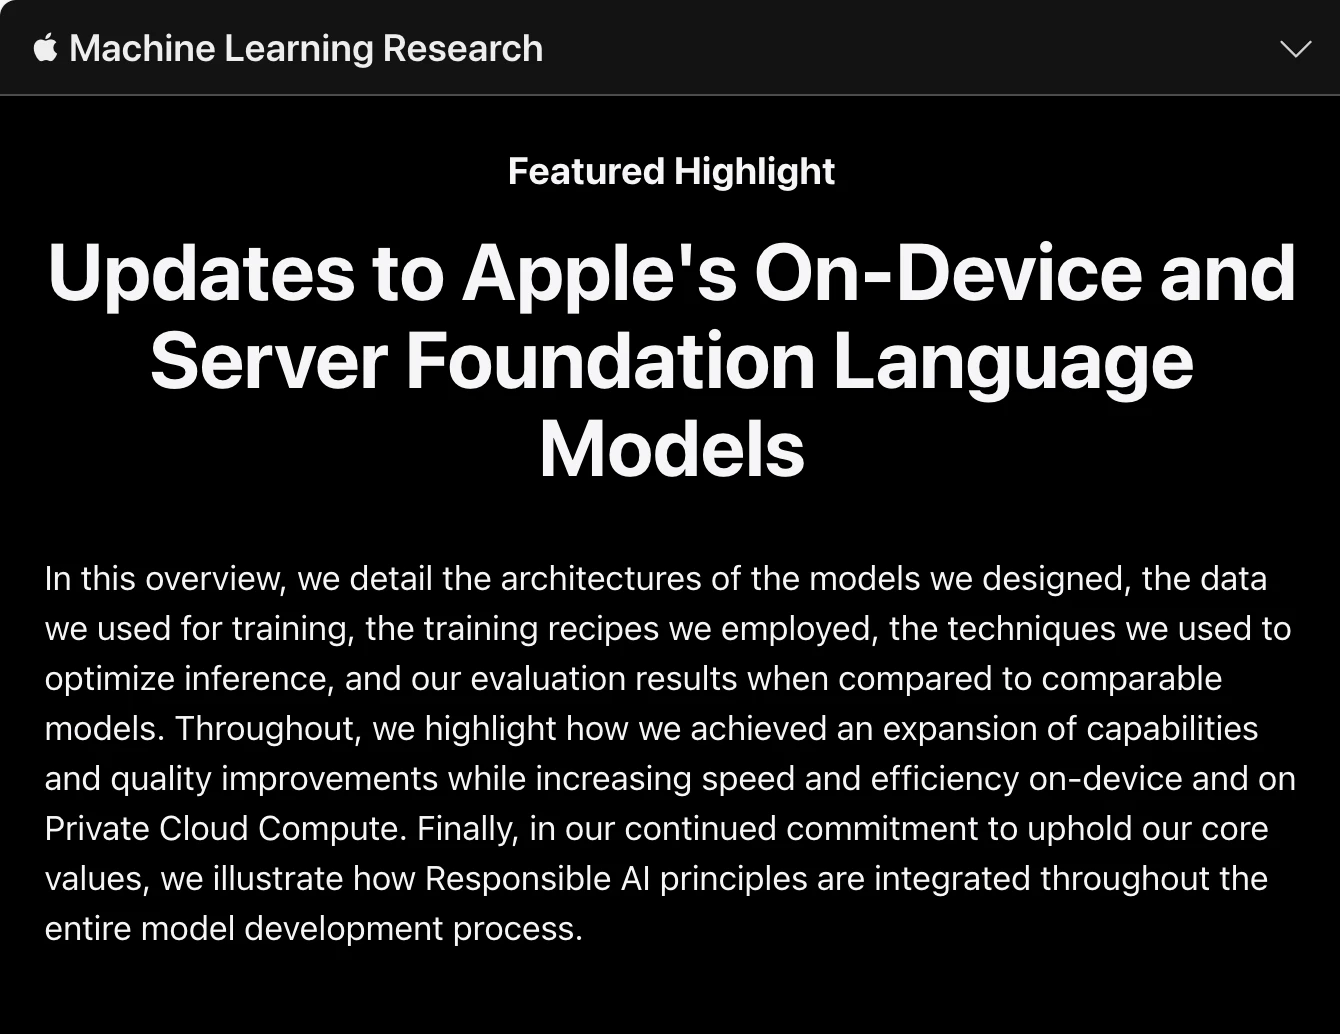 Machine Learning Research
Featured Highlight
Updates to Apple's On-Device and
Server Foundation Language
Models
In this overview, we detail the architectures of the models we designed, the data
we used for training, the training recipes we employed, the techniques we used to
optimize inference, and our evaluation results when compared to comparable
models. Throughout, we highlight how we achieved an expansion of capabilities
and quality improvements while increasing speed and efficiency on-device and on
Private Cloud Compute. Finally, in our continued commitment to uphold our core
values, we illustrate how Responsible AI principles are integrated throughout the
entire model development process.